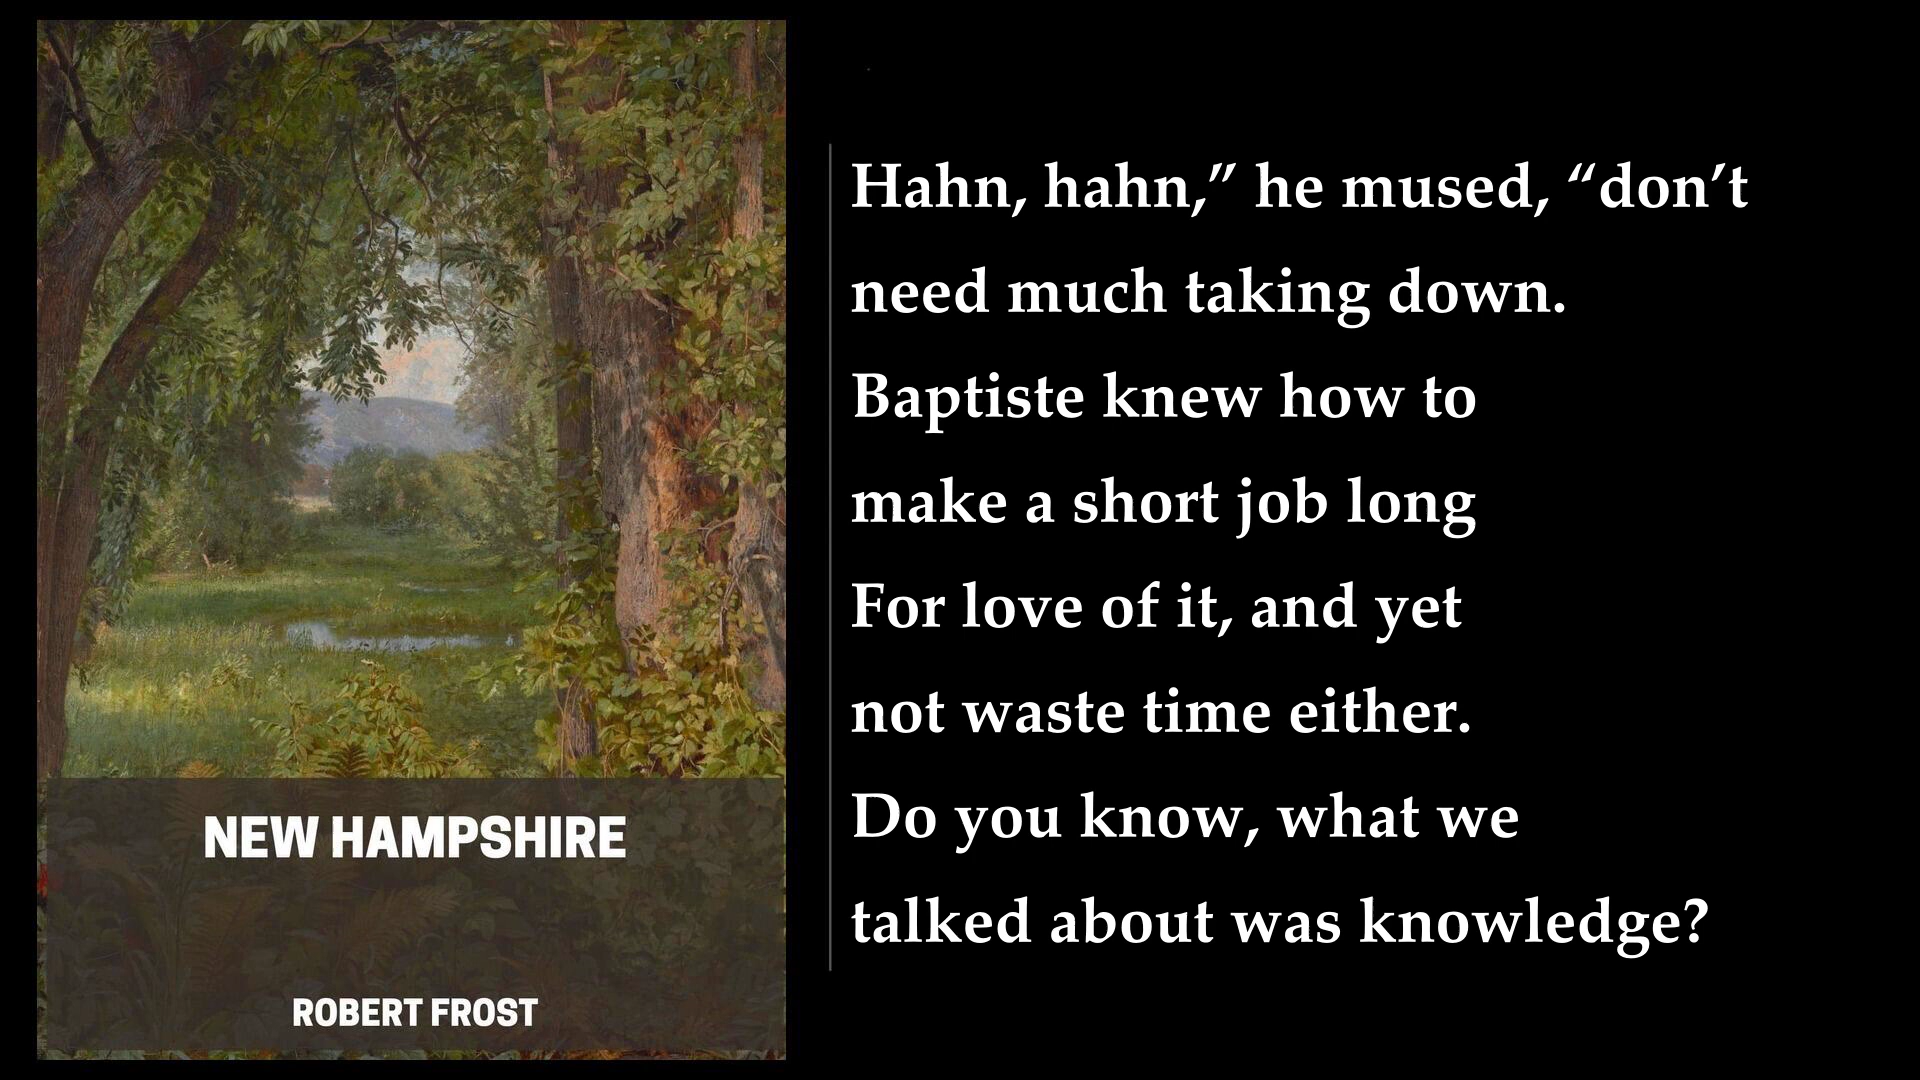 NEW HAMPSHIRE
ROBERT FROST
Hahn, hahn,” he mused, “don’t
need much taking down.
Baptiste knew how to
make a short job long
For love of it, and yet
not waste time either.
Do you know, what we
talked about was knowledge?